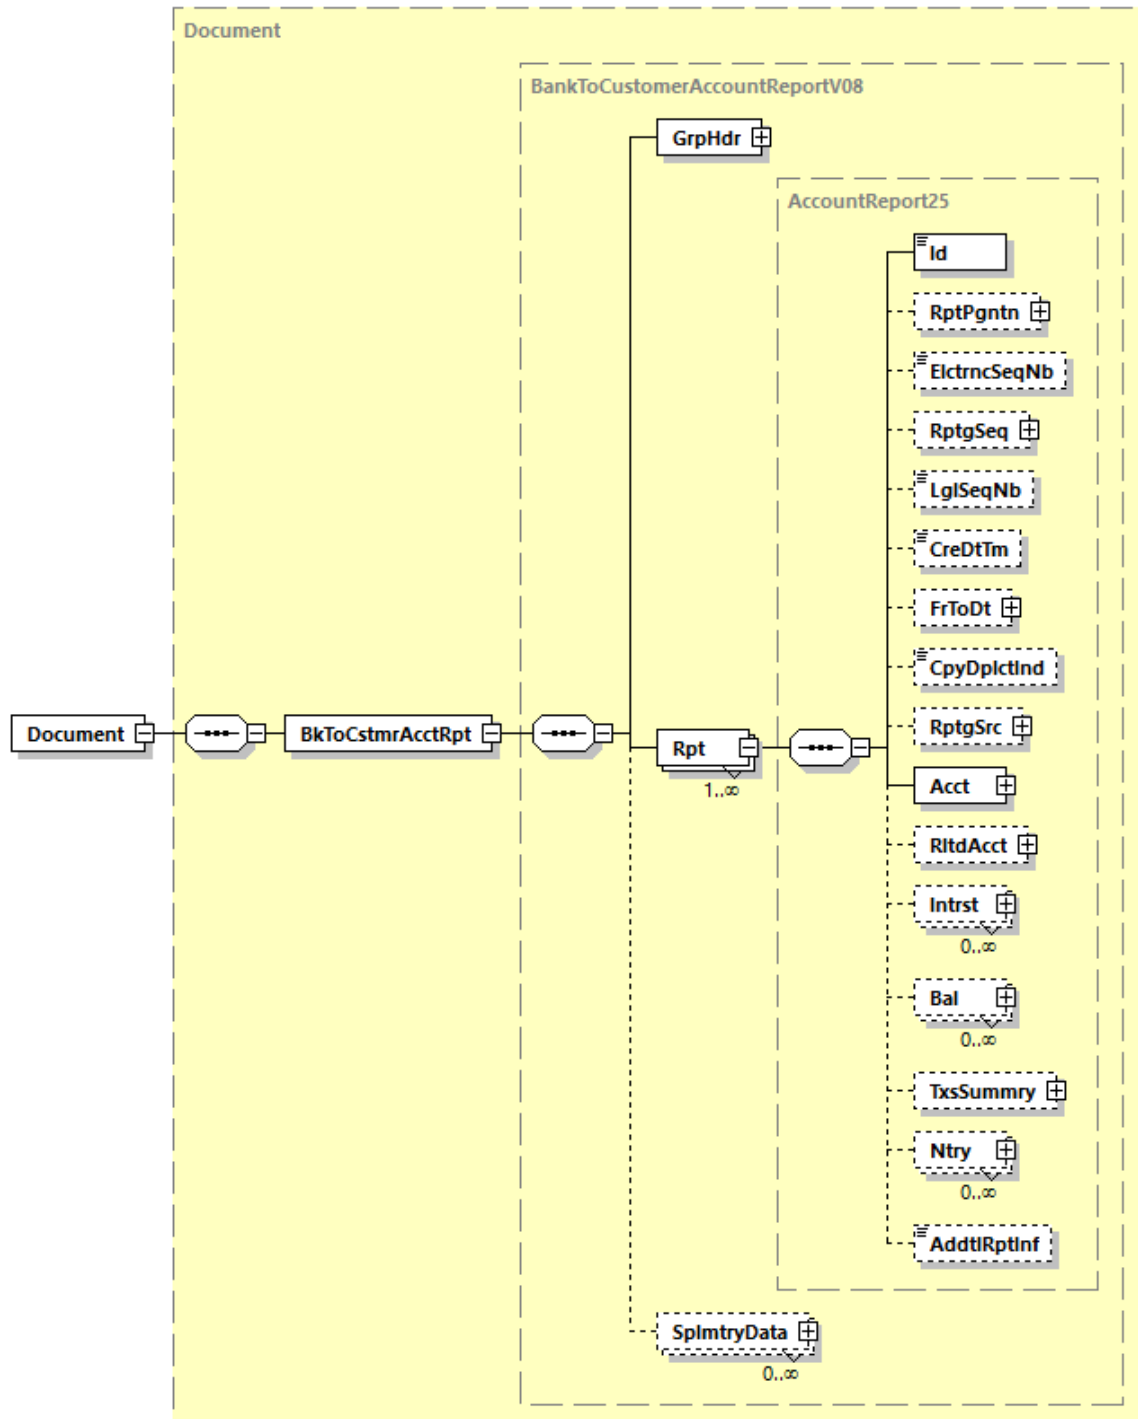 Document
BankToCustomerAccountReportV08
GrpHdr
AccountReport25
Id
RptPgntn
ElctrncSeqNb
RptgSeq
LglSeqNb
CreDtTm
FrToDt
CpyDplctInd
RptgSrc
Document
BkToCstmrAcctRpt
Rpt
1..∞
Acct
RltdAcct
Intrst
0..∞
Bal
0..∞
TxsSummry
Ntry
0..∞
AddtlRptInf
SplmtryData
0..∞